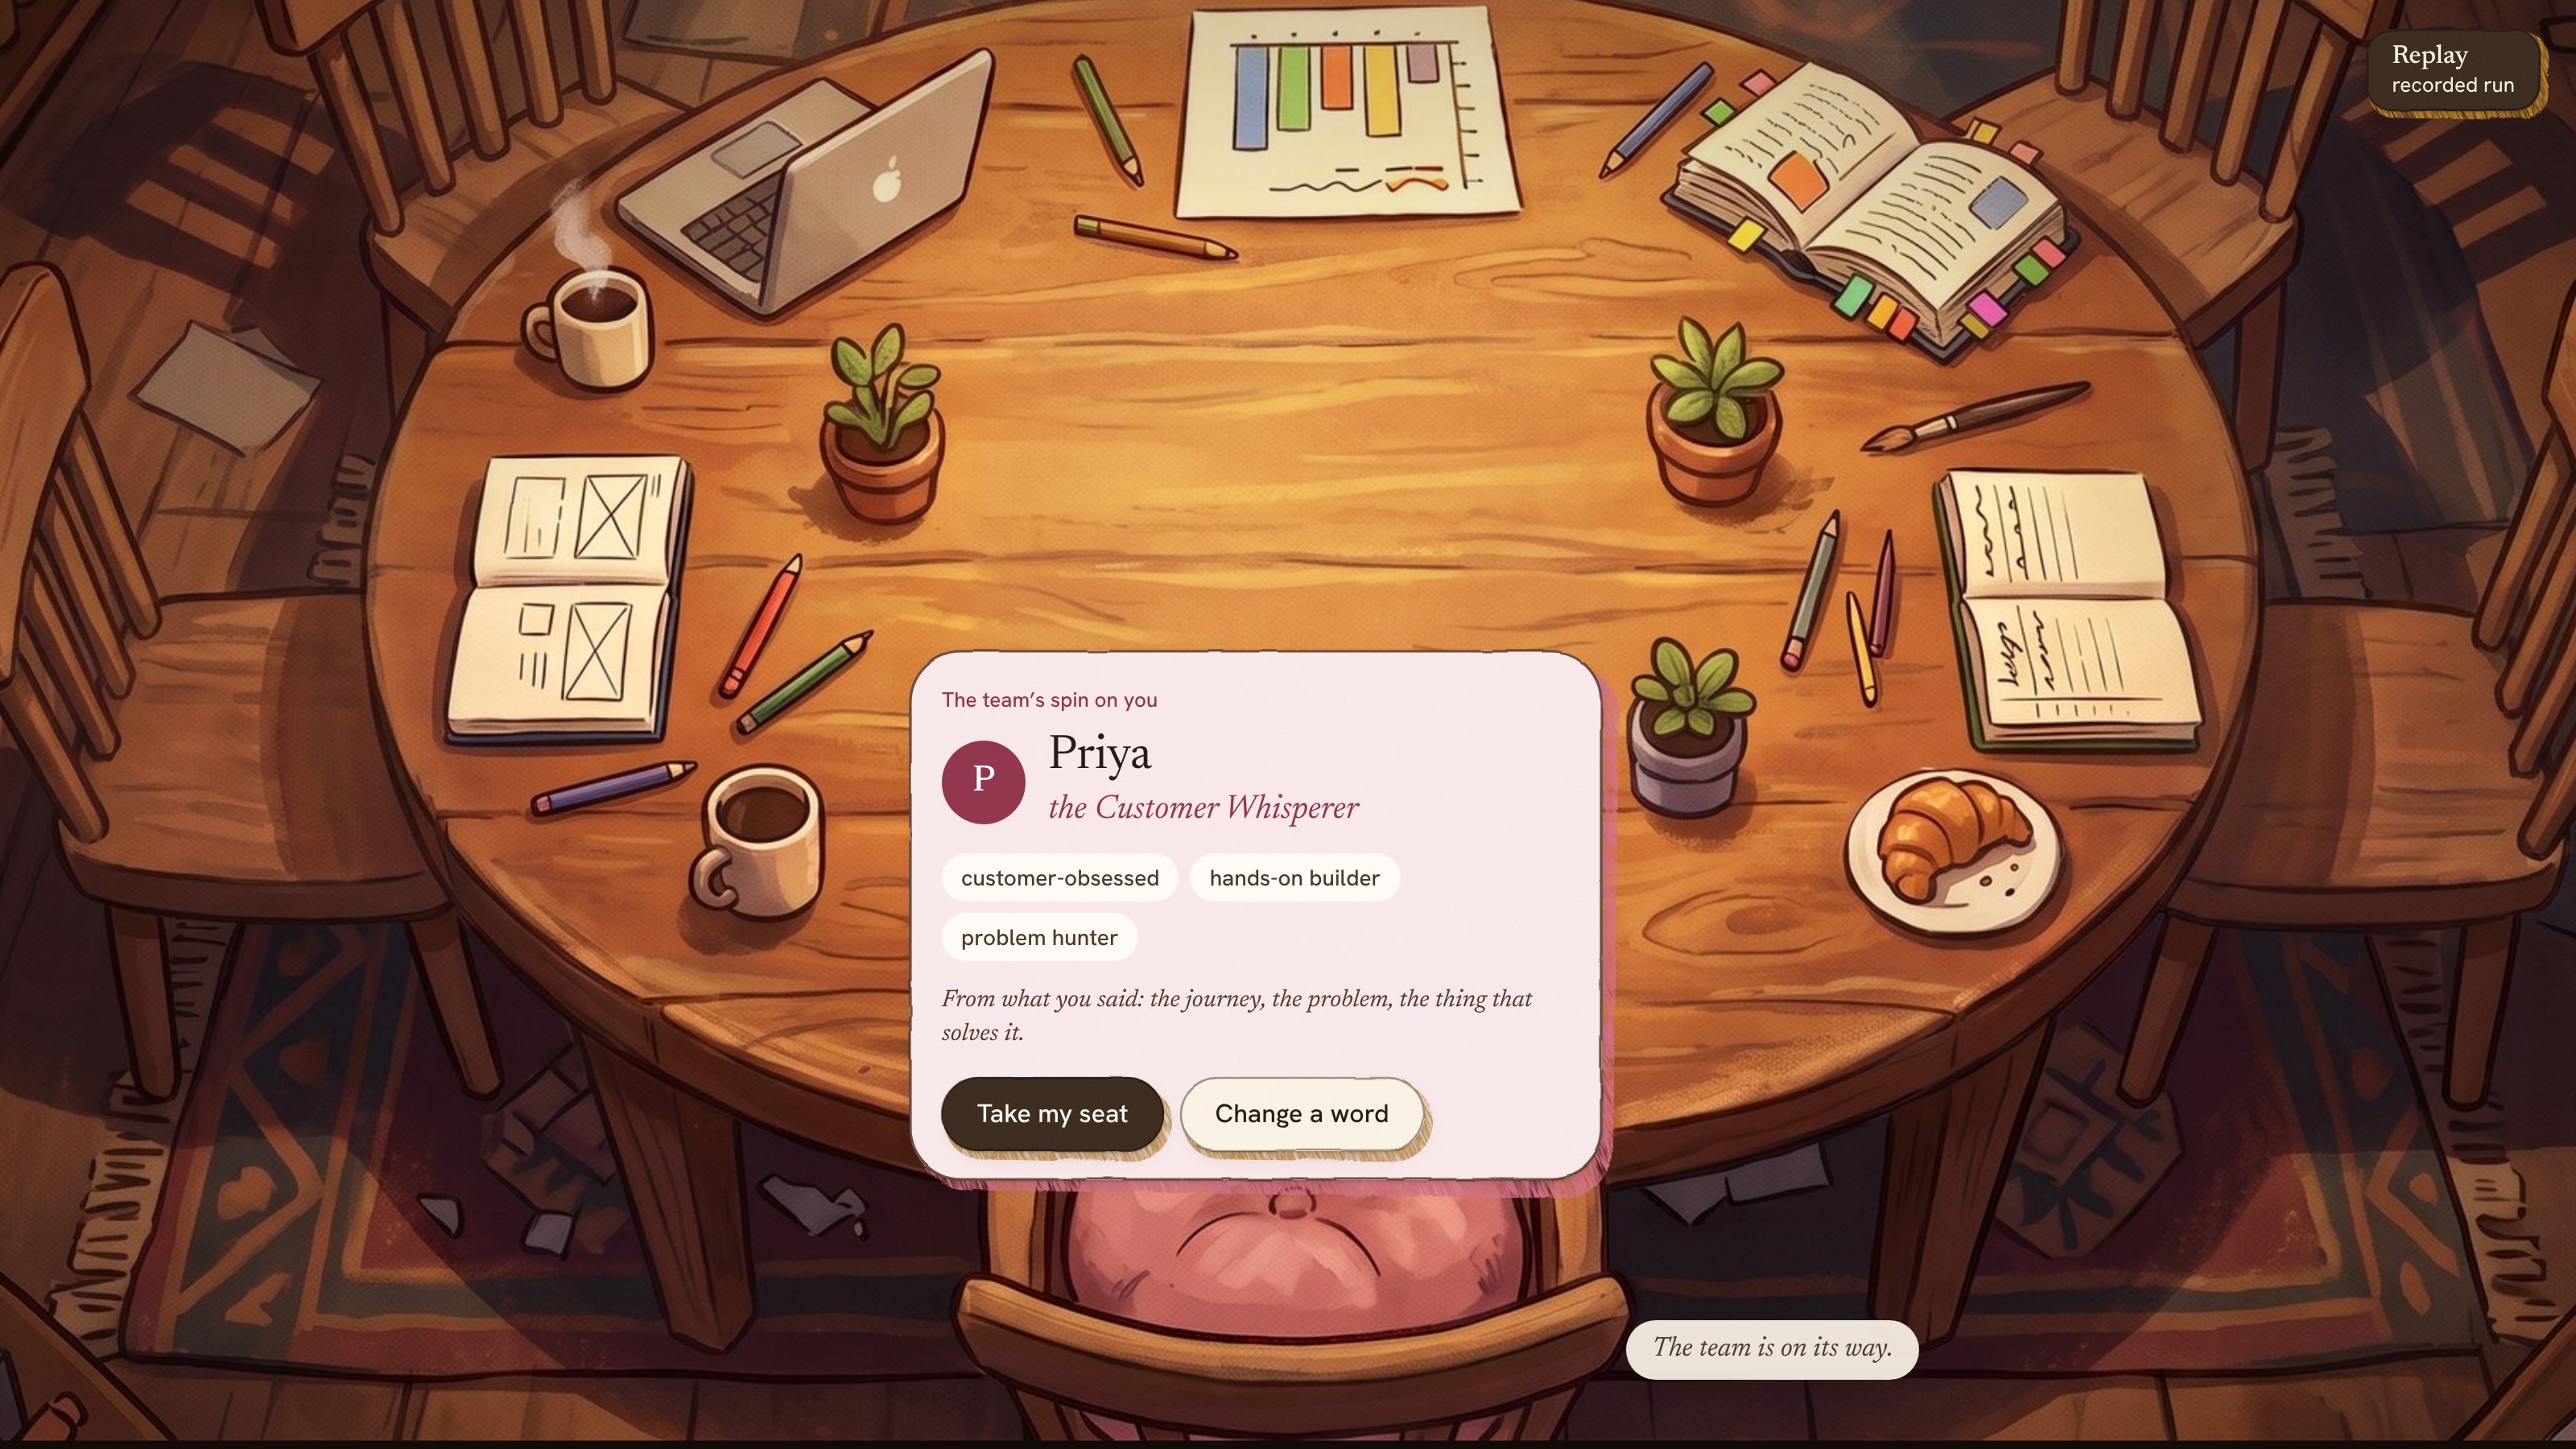 Replay
recorded run
The team's spin on you
P
Priya
the Customer Whisperer
customer-obsessed
hands-on builder
problem hunter
From what you said: the journey, the problem, the thing that
solves it.
Take my seat
Change a word
The team is on its way.